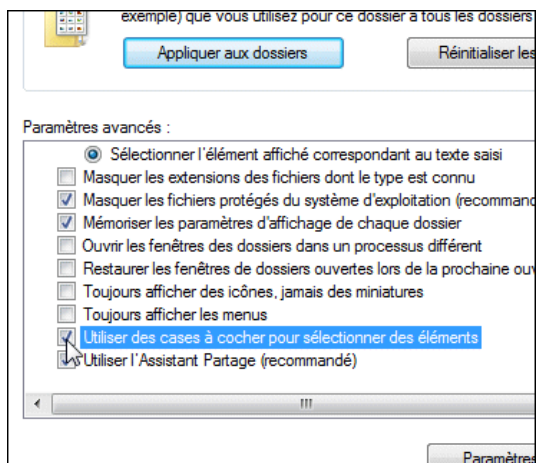 exemple) que vous utilisez pour ce dossier à tous les dossiers
Appliquer aux dossiers
Réinitialiser les
Paramètres avancés :
Sélectionner l'élément affiché correspondant au texte saisi
Masquer les extensions des fichiers dont le type est connu
Masquer les fichiers protégés du système d'exploitation (recommand
Mémoriser les paramètres d'affichage de chaque dossier
Ouvrir les fenêtres des dossiers dans un processus différent
Restaurer les fenêtres de dossiers ouvertes lors de la prochaine ouv
Toujours afficher des icônes, jamais des miniatures
Toujours afficher les menus
Utiliser des cases à cocher pour sélectionner des éléments
Utiliser l'Assistant Partage (recommandé)
Paramètres